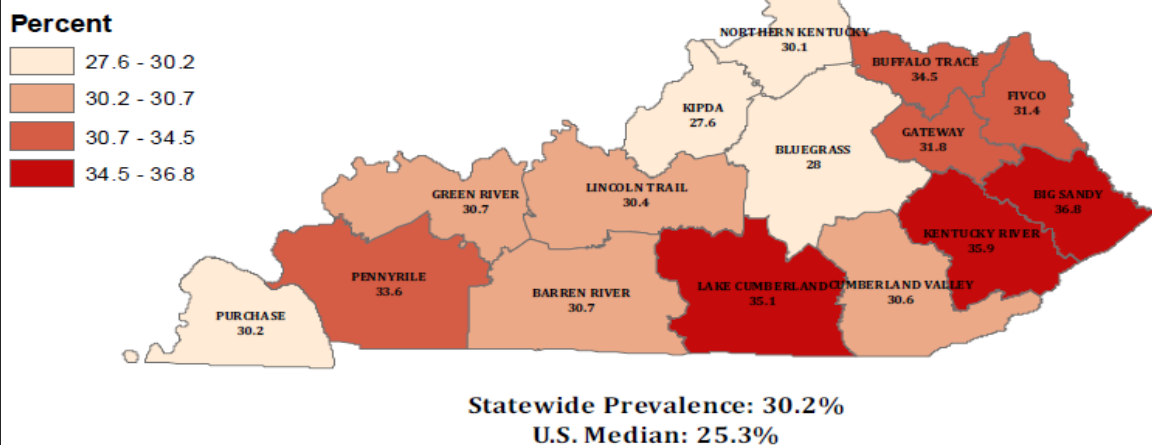 Percent
27.6 - 30.2
30.2 - 30.7
30.7 - 34.5
34.5 - 36.8
NORTHERN KENTUCKY
30.1
BUFFALO TRACE
34.5
FIVCO
31.4
KIPDA
27.6
GATEWAY
31.8
BLUEGRASS
28
LINCOLN TRAIL
30.4
GREEN RIVER
30.7
BIG SANDY
36.8
KENTUCKY RIVER
35.9
PENNYRILE
33.6
BARREN RIVER
30.7
LAKE CUMBERLAND
35.1
CUMBERLAND VALLEY
30.6
PURCHASE
30.2
Statewide Prevalence: 30.2%
U.S. Median: 25.3%